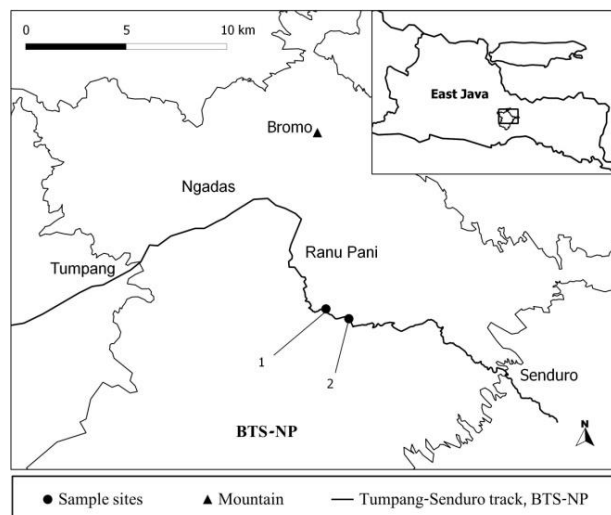 0 5 10 km
East Java
Bromo
Ngadas
Ranu Pani
Tumpang
1
2
Senduro
BTS-NP
N
Sample sites Mountain Tumpang-Senduro track, BTS-NP